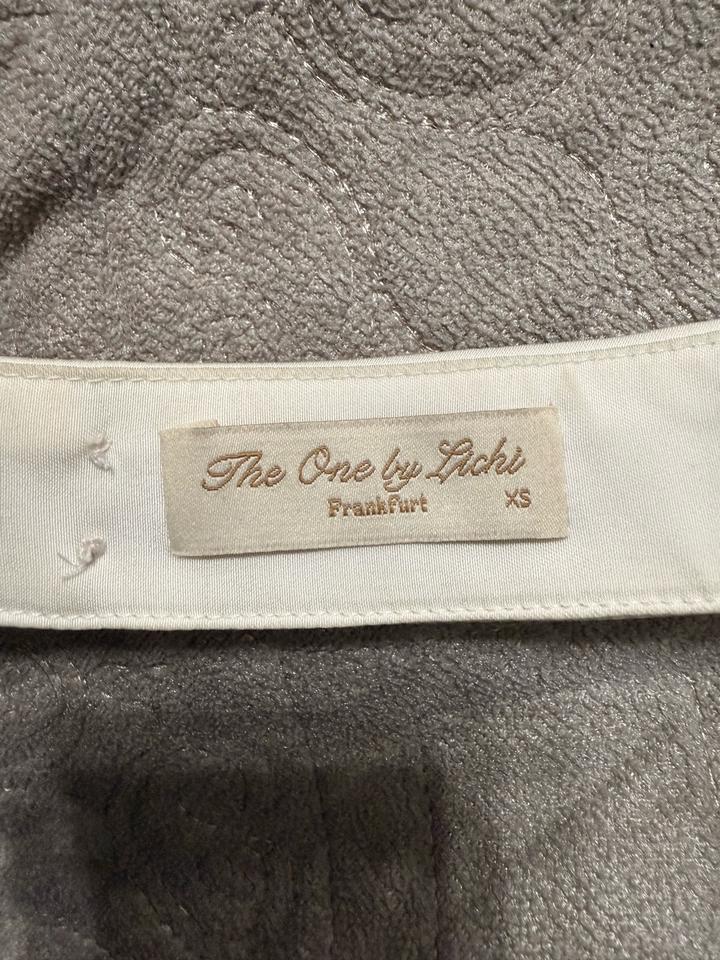 The One by Lichi
Frankfurt
XS